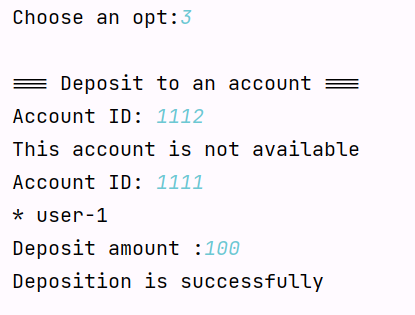 Choose an opt:3
=== Deposit to an account ===
Account ID: 1112
This account is not available
Account ID: 1111
* user-1
Deposit amount :100
Deposition is successfully